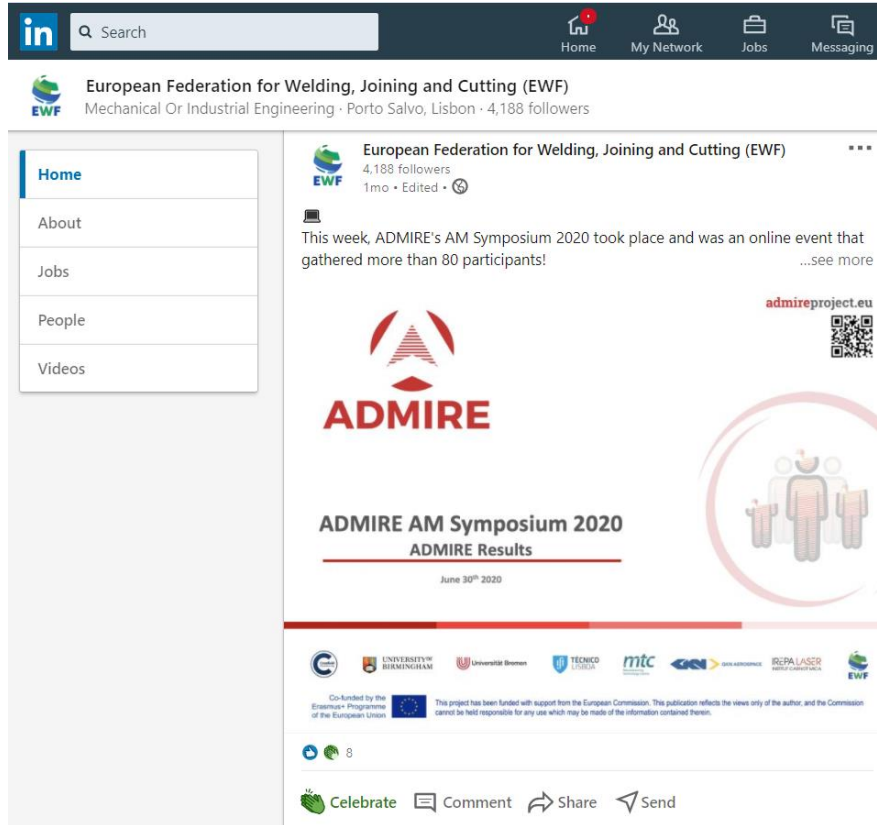 in
Search
Home
My Network
Jobs
Messaging
EWF
European Federation for Welding, Joining and Cutting (EWF)
Mechanical Or Industrial Engineering · Porto Salvo, Lisbon · 4,188 followers
Home
About
Jobs
People
Videos
EWF
European Federation for Welding, Joining and Cutting (EWF)
4,188 followers
1mo • Edited •
This week, ADMIRE's AM Symposium 2020 took place and was an online event that
gathered more than 80 participants!
...see more
admireproject.eu
ADMIRE
ADMIRE AM Symposium 2020
ADMIRE Results
June 30th 2020
UNIVERSITY OF
BIRMINGHAM
Universität Bremen
TÉCNICO
LISBOA
mtc
GKN
GKN AEROSPACE
IREPA LASER
EWF
Co-funded by the
Erasmus+ Programme
of the European Union
This project has been funded with support from the European Commission. This publication reflects the views only of the author, and the Commission
cannot be held responsible for any use which may be made of the information contained therein.
8
Celebrate
Comment
Share
Send